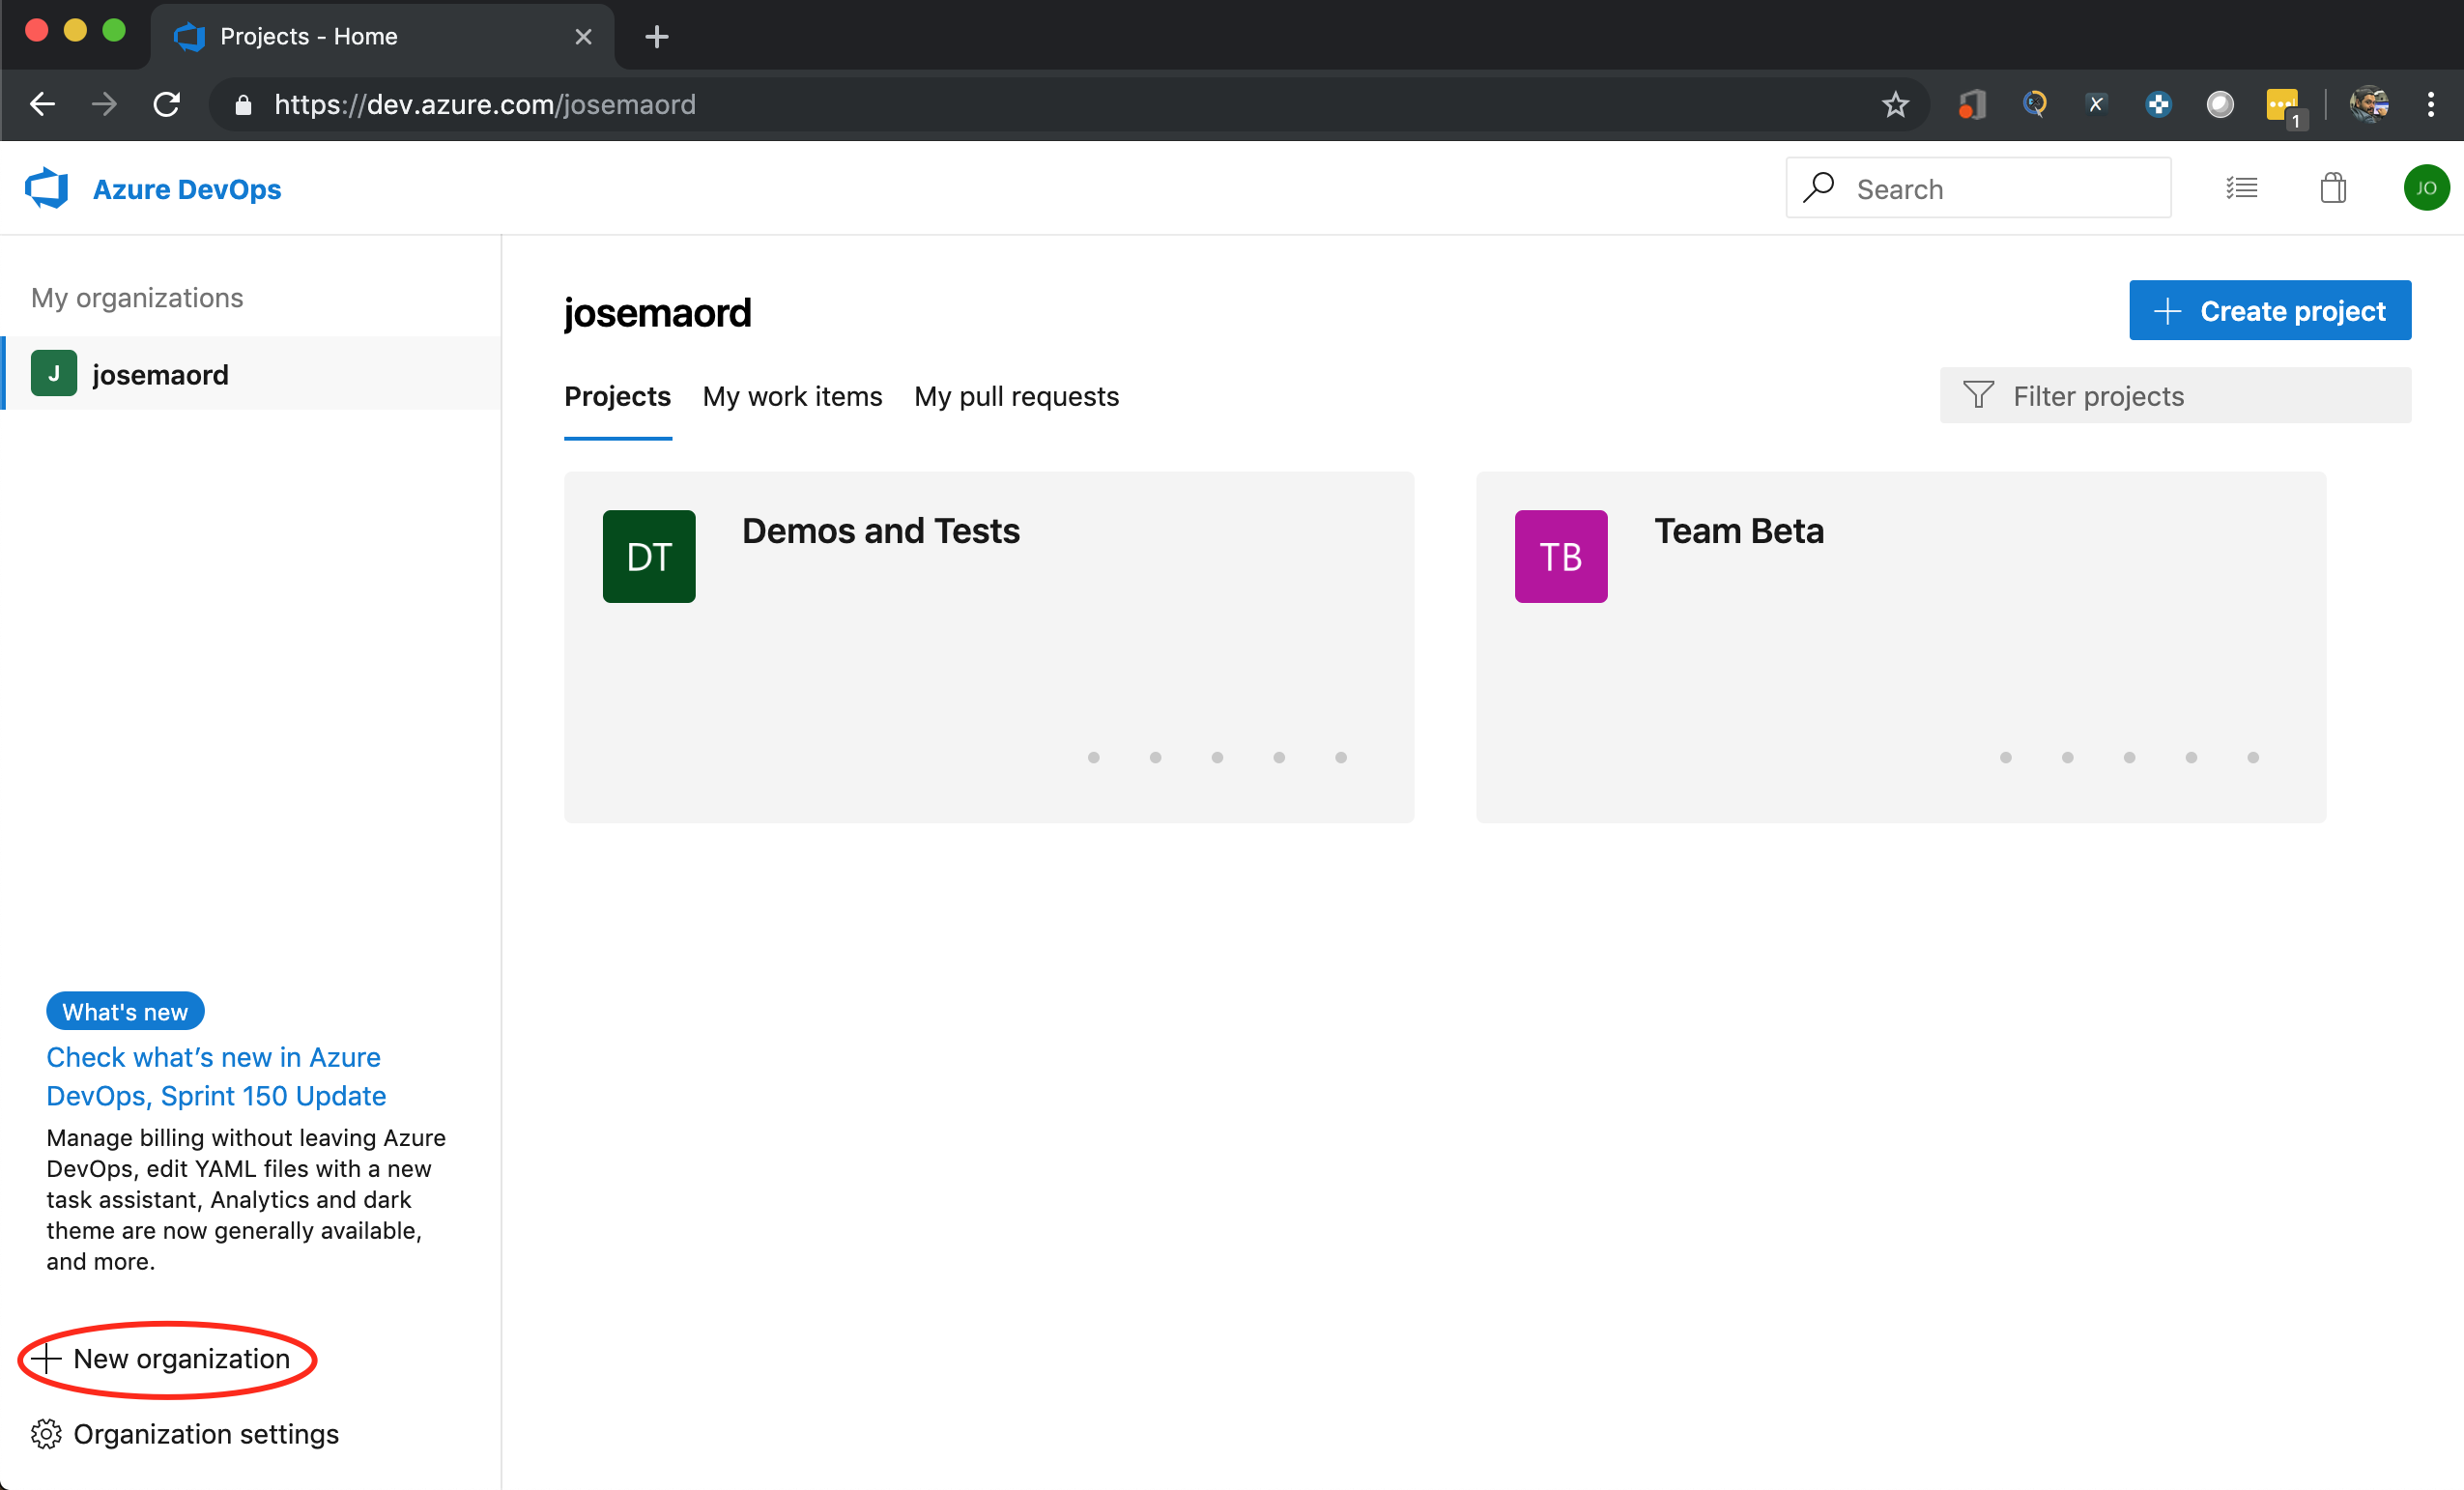 Projects - Home
https://dev.azure.com/josemaord
1
Azure DevOps
Search
JO
My organizations
J josemaord
josemaord
Create project
Projects My work items My pull requests
Filter projects
DT Demos and Tests
TB Team Beta
What's new
Check what’s new in Azure
DevOps, Sprint 150 Update
Manage billing without leaving Azure
DevOps, edit YAML files with a new
task assistant, Analytics and dark
theme are now generally available,
and more.
New organization
Organization settings